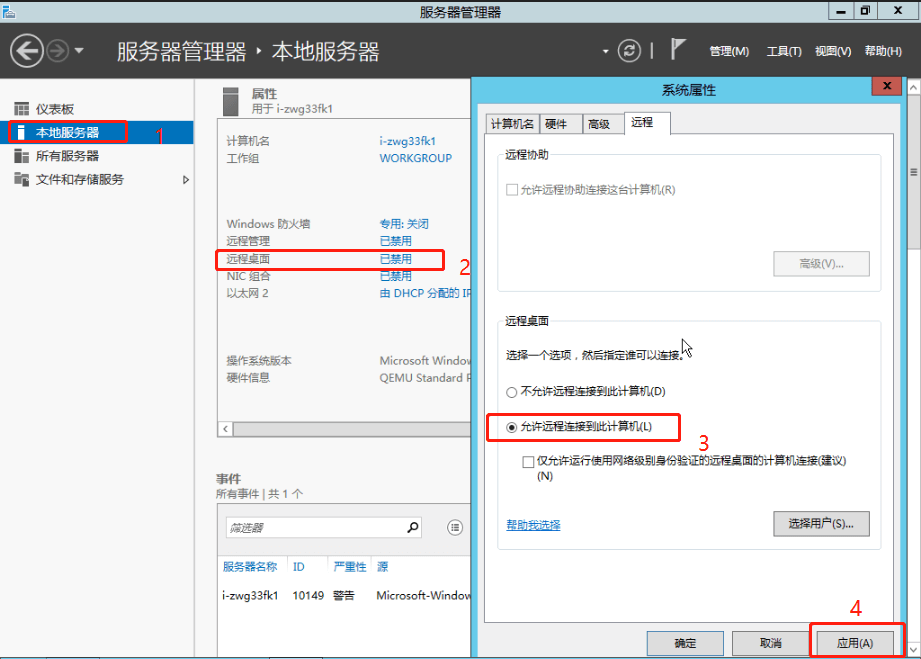 服务器管理器
服务器管理器 · 本地服务器
管理(M) 工具(T) 视图(V) 帮助(H)
仪表板
本地服务器 1
所有服务器
文件和存储服务
属性
用于 i-zwg33fk1
计算机名 i-zwg33fk1
工作组 WORKGROUP
Windows 防火墙 专用: 关闭
远程管理 已禁用
远程桌面 已禁用 2
NIC 组合 已禁用
以太网 2 由 DHCP 分配的 IP
操作系统版本 Microsoft Window
硬件信息 QEMU Standard P
事件
所有事件 | 共 1 个
筛选器
服务器名称 ID 严重性 源
i-zwg33fk1 10149 警告 Microsoft-Window
系统属性
计算机名 硬件 高级 远程
远程协助
允许远程协助连接这台计算机(R)
高级(V)...
远程桌面
选择一个选项，然后指定谁可以连接。
不允许远程连接到此计算机(D)
允许远程连接到此计算机(L)
3
仅允许运行使用网络级别身份验证的远程桌面的计算机连接(建议)
(N)
帮助我选择
选择用户(S)...
4
确定 取消 应用(A)